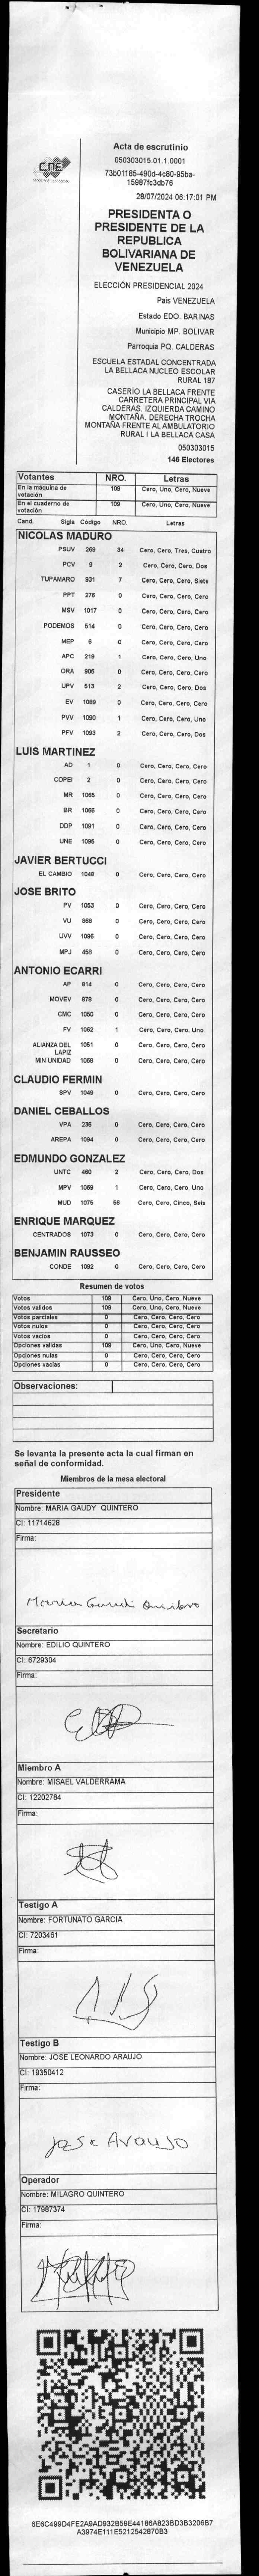 CNE
Acta de escrutinio
050303015.01.1.0001
73b01185-490d-4c80-95ba-
15987fc3db76
28/07/2024 06:17:01 PM
PRESIDENTA O
PRESIDENTE DE LA
REPUBLICA
BOLIVARIANA DE
VENEZUELA
ELECCIÓN PRESIDENCIAL 2024
Pais VENEZUELA
Estado EDO. BARINAS
Municipio MP. BOLIVAR
Parroquia PQ. CALDERAS
ESCUELA ESTADAL CONCENTRADA
LA BELLACA NUCLEO ESCOLAR
RURAL 187
CASERÍO LA BELLACA FRENTE
CARRETERA PRINCIPAL VIA
CALDERAS. IZQUIERDA CAMINO
MONTAÑA. DERECHA TROCHA
MONTAÑA FRENTE AL AMBULATORIO
RURAL I LA BELLACA CASA
050303015
146 Electores
Votantes NRO. Letras
En la máquina de votación 109 Cero, Uno, Cero, Nueve
En el cuaderno de votación 109 Cero, Uno, Cero, Nueve
Cand. Sigla Código NRO. Letras
NICOLAS MADURO
PSUV 269 34 Cero, Cero, Tres, Cuatro
PCV 9 2 Cero, Cero, Cero, Dos
TUPAMARO 931 7 Cero, Cero, Cero, Siete
PPT 276 0 Cero, Cero, Cero, Cero
MSV 1017 0 Cero, Cero, Cero, Cero
PODEMOS 514 0 Cero, Cero, Cero, Cero
MEP 6 0 Cero, Cero, Cero, Cero
APC 219 1 Cero, Cero, Cero, Uno
ORA 906 0 Cero, Cero, Cero, Cero
UPV 513 2 Cero, Cero, Cero, Dos
EV 1089 0 Cero, Cero, Cero, Cero
PVV 1090 1 Cero, Cero, Cero, Uno
PFV 1093 2 Cero, Cero, Cero, Dos
LUIS MARTINEZ
AD 1 0 Cero, Cero, Cero, Cero
COPEI 2 0 Cero, Cero, Cero, Cero
MR 1065 0 Cero, Cero, Cero, Cero
BR 1066 0 Cero, Cero, Cero, Cero
DDP 1091 0 Cero, Cero, Cero, Cero
UNE 1095 0 Cero, Cero, Cero, Cero
JAVIER BERTUCCI
EL CAMBIO 1048 0 Cero, Cero, Cero, Cero
JOSE BRITO
PV 1053 0 Cero, Cero, Cero, Cero
VU 868 0 Cero, Cero, Cero, Cero
UVV 1096 0 Cero, Cero, Cero, Cero
MPJ 458 0 Cero, Cero, Cero, Cero
ANTONIO ECARRI
AP 814 0 Cero, Cero, Cero, Cero
MOVEV 878 0 Cero, Cero, Cero, Cero
CMC 1050 0 Cero, Cero, Cero, Cero
FV 1062 1 Cero, Cero, Cero, Uno
ALIANZA DEL LAPIZ 1051 0 Cero, Cero, Cero, Cero
MIN UNIDAD 1068 0 Cero, Cero, Cero, Cero
CLAUDIO FERMIN
SPV 1049 0 Cero, Cero, Cero, Cero
DANIEL CEBALLOS
VPA 236 0 Cero, Cero, Cero, Cero
AREPA 1094 0 Cero, Cero, Cero, Cero
EDMUNDO GONZALEZ
UNTC 460 2 Cero, Cero, Cero, Dos
MPV 1069 1 Cero, Cero, Cero, Uno
MUD 1075 56 Cero, Cero, Cinco, Seis
ENRIQUE MARQUEZ
CENTRADOS 1073 0 Cero, Cero, Cero, Cero
BENJAMIN RAUSSEO
CONDE 1092 0 Cero, Cero, Cero, Cero
Resumen de votos
Votos 109 Cero, Uno, Cero, Nueve
Votos validos 109 Cero, Uno, Cero, Nueve
Votos parciales 0 Cero, Cero, Cero, Cero
Votos nulos 0 Cero, Cero, Cero, Cero
Votos vacios 0 Cero, Cero, Cero, Cero
Opciones validas 109 Cero, Uno, Cero, Nueve
Opciones nulas 0 Cero, Cero, Cero, Cero
Opciones vacias 0 Cero, Cero, Cero, Cero
Observaciones:
Se levanta la presente acta la cual firman en
señal de conformidad.
Miembros de la mesa electoral
Presidente
Nombre: MARIA GAUDY QUINTERO
CI: 11714628
Firma:
Maria Quintero
Secretario
Nombre: EDILIO QUINTERO
CI: 6729304
Firma:
Miembro A
Nombre: MISAEL VALDERRAMA
CI: 12202784
Firma:
Testigo A
Nombre: FORTUNATO GARCIA
CI: 7203461
Firma:
Testigo B
Nombre: JOSE LEONARDO ARAUJO
CI: 19350412
Firma:
José Araujo
Operador
Nombre: MILAGRO QUINTERO
CI: 17987374
Firma:
6E6C499D4FE2A9AD932B59E44186A823BD3B3206B7
A3974E111E5212542870B3